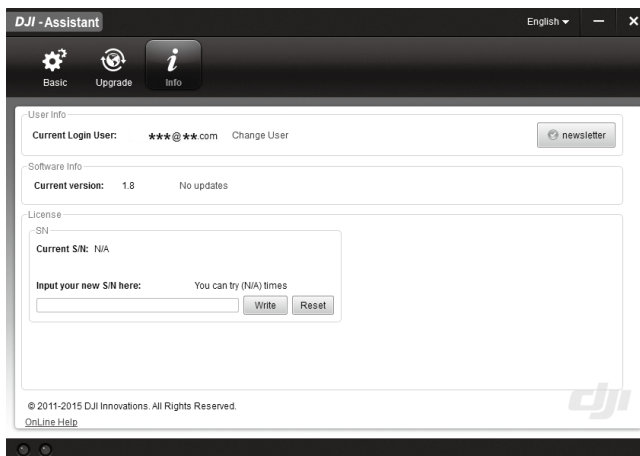 DJI - Assistant English
Basic Upgrade Info
User Info
Current Login User: ***@**.com Change User newsletter
Software Info
Current version: 1.8 No updates
License
SN
Current S/N: N/A
Input your new S/N here: You can try (N/A) times
Write Reset
© 2011-2015 DJI Innovations. All Rights Reserved.
OnLine Help
dji